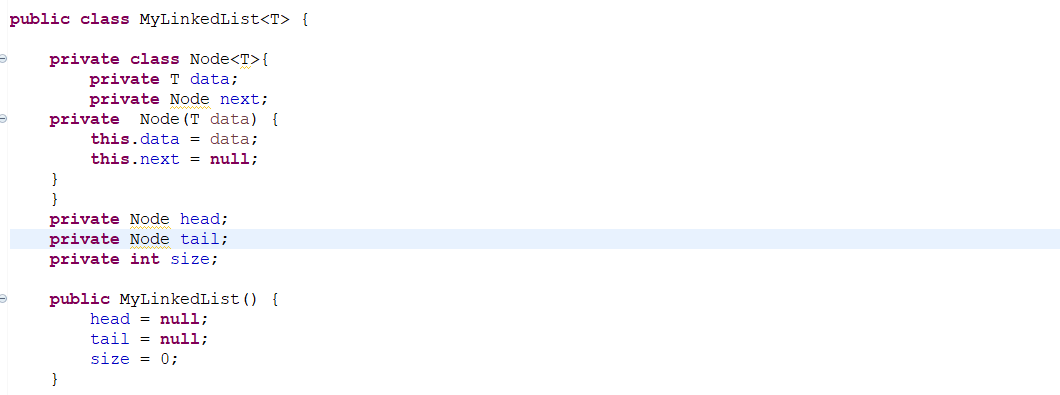 public class MyLinkedList<T> {
private class Node<T>{
private T data;
private Node next;
private  Node(T data) {
this.data = data;
this.next = null;
}
}
private Node head;
private Node tail;
private int size;
public MyLinkedList() {
head = null;
tail = null;
size = 0;
}